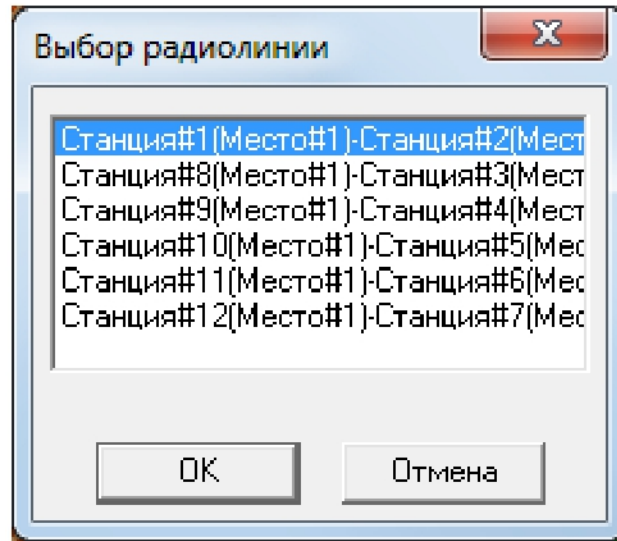 Выбор радиолинии
Станция#1(Место#1)-Станция#2(Мест
Станция#8(Место#1)-Станция#3(Мест
Станция#9(Место#1)-Станция#4(Мест
Станция#10(Место#1)-Станция#5(Мес
Станция#11(Место#1)-Станция#6(Мес
Станция#12(Место#1)-Станция#7(Мес
OK
Отмена